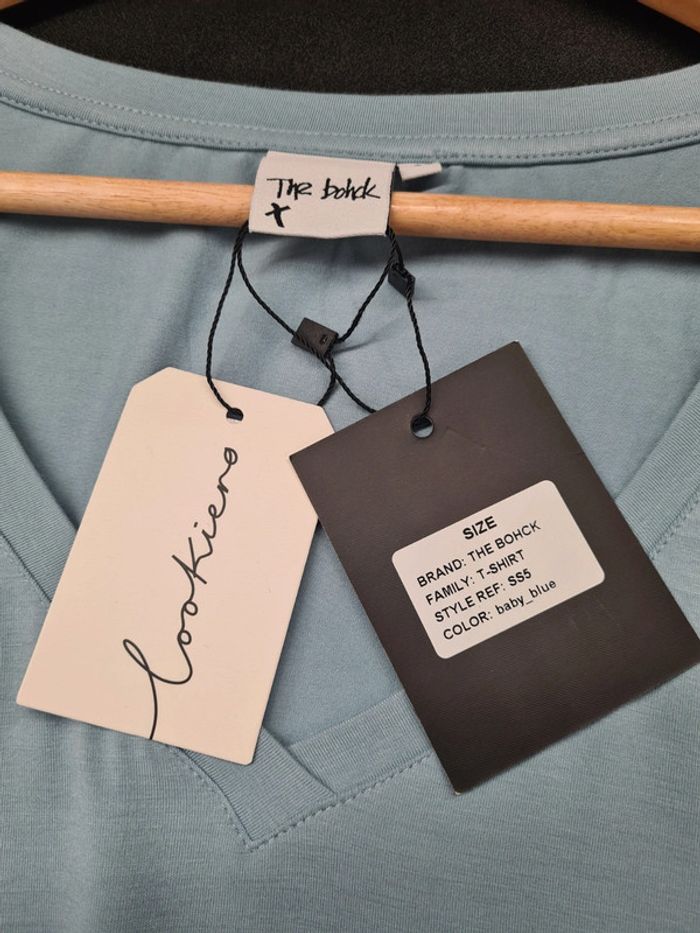 The bohck
X
lookiero
SIZE
BRAND: THE BOHCK
FAMILY: T-SHIRT
STYLE REF: SS5
COLOR: baby_blue